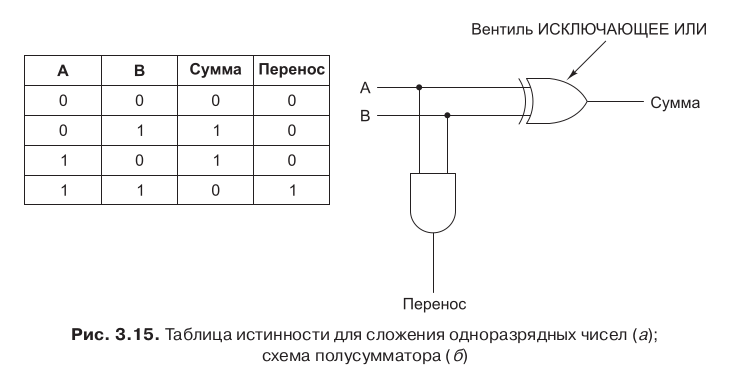 Вентиль ИСКЛЮЧАЮЩЕЕ ИЛИ
A B Сумма Перенос
0 0 0 0
0 1 1 0
1 0 1 0
1 1 0 1
A
B
Сумма
Перенос
Рис. 3.15. Таблица истинности для сложения одноразрядных чисел (а);
схема полусумматора (б)